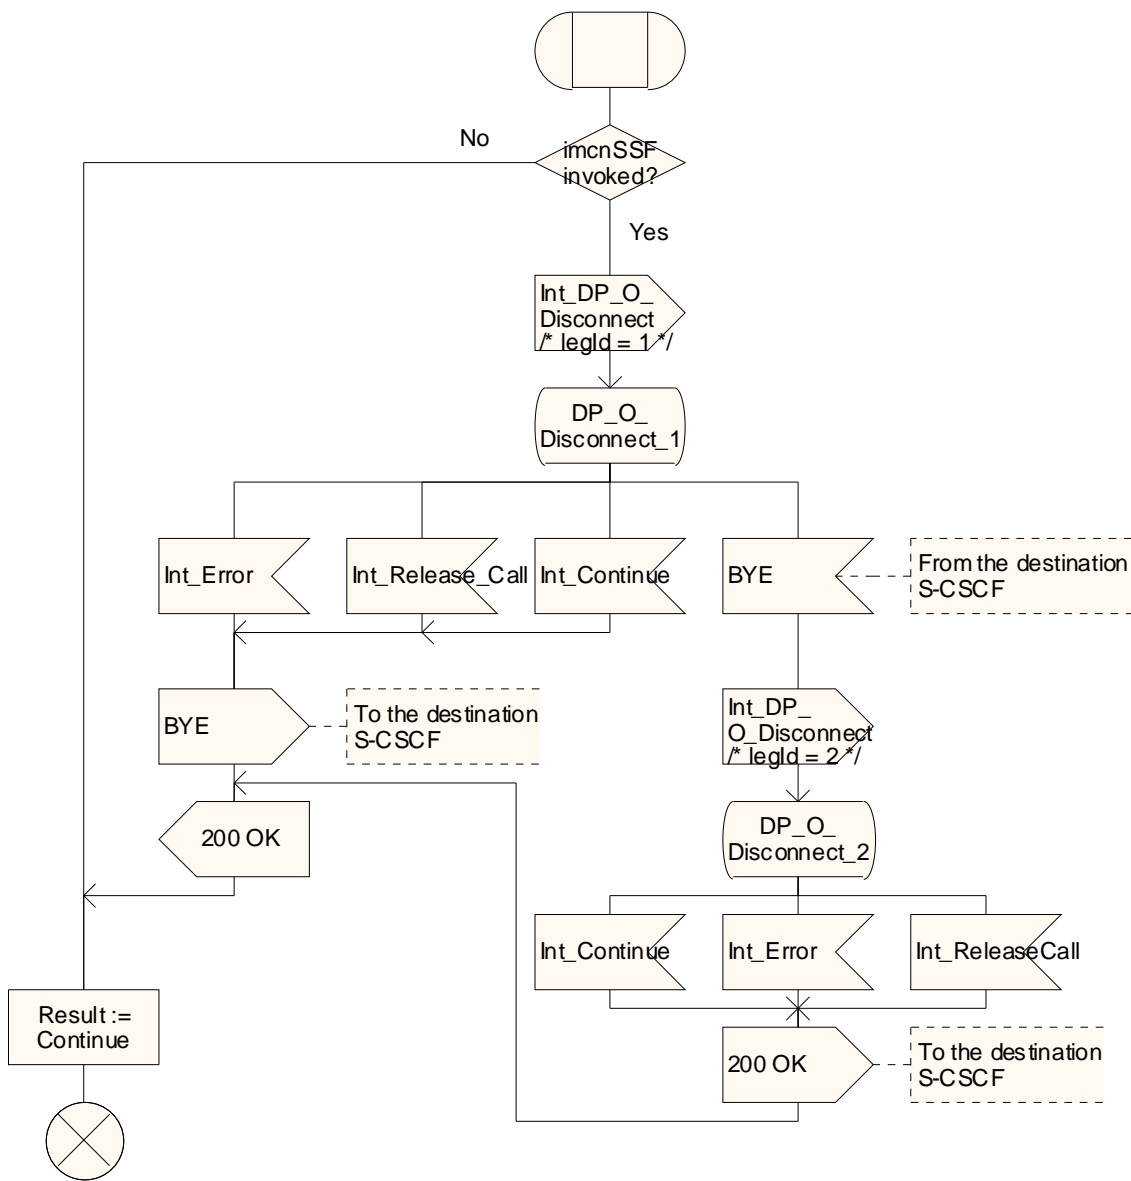 No
imcnSSF
invoked?
Yes
Int_DP_O_
Disconnect
/* legId = 1 */
DP_O_
Disconnect_1
Int_Error
Int_Release_Call
Int_Continue
BYE
From the destination
S-CSCF
BYE
To the destination
S-CSCF
Int_DP_
O_Disconnect
/* legId = 2 */
200 OK
DP_O_
Disconnect_2
Int_Continue
Int_Error
Int_ReleaseCall
Result :=
Continue
200 OK
To the destination
S-CSCF